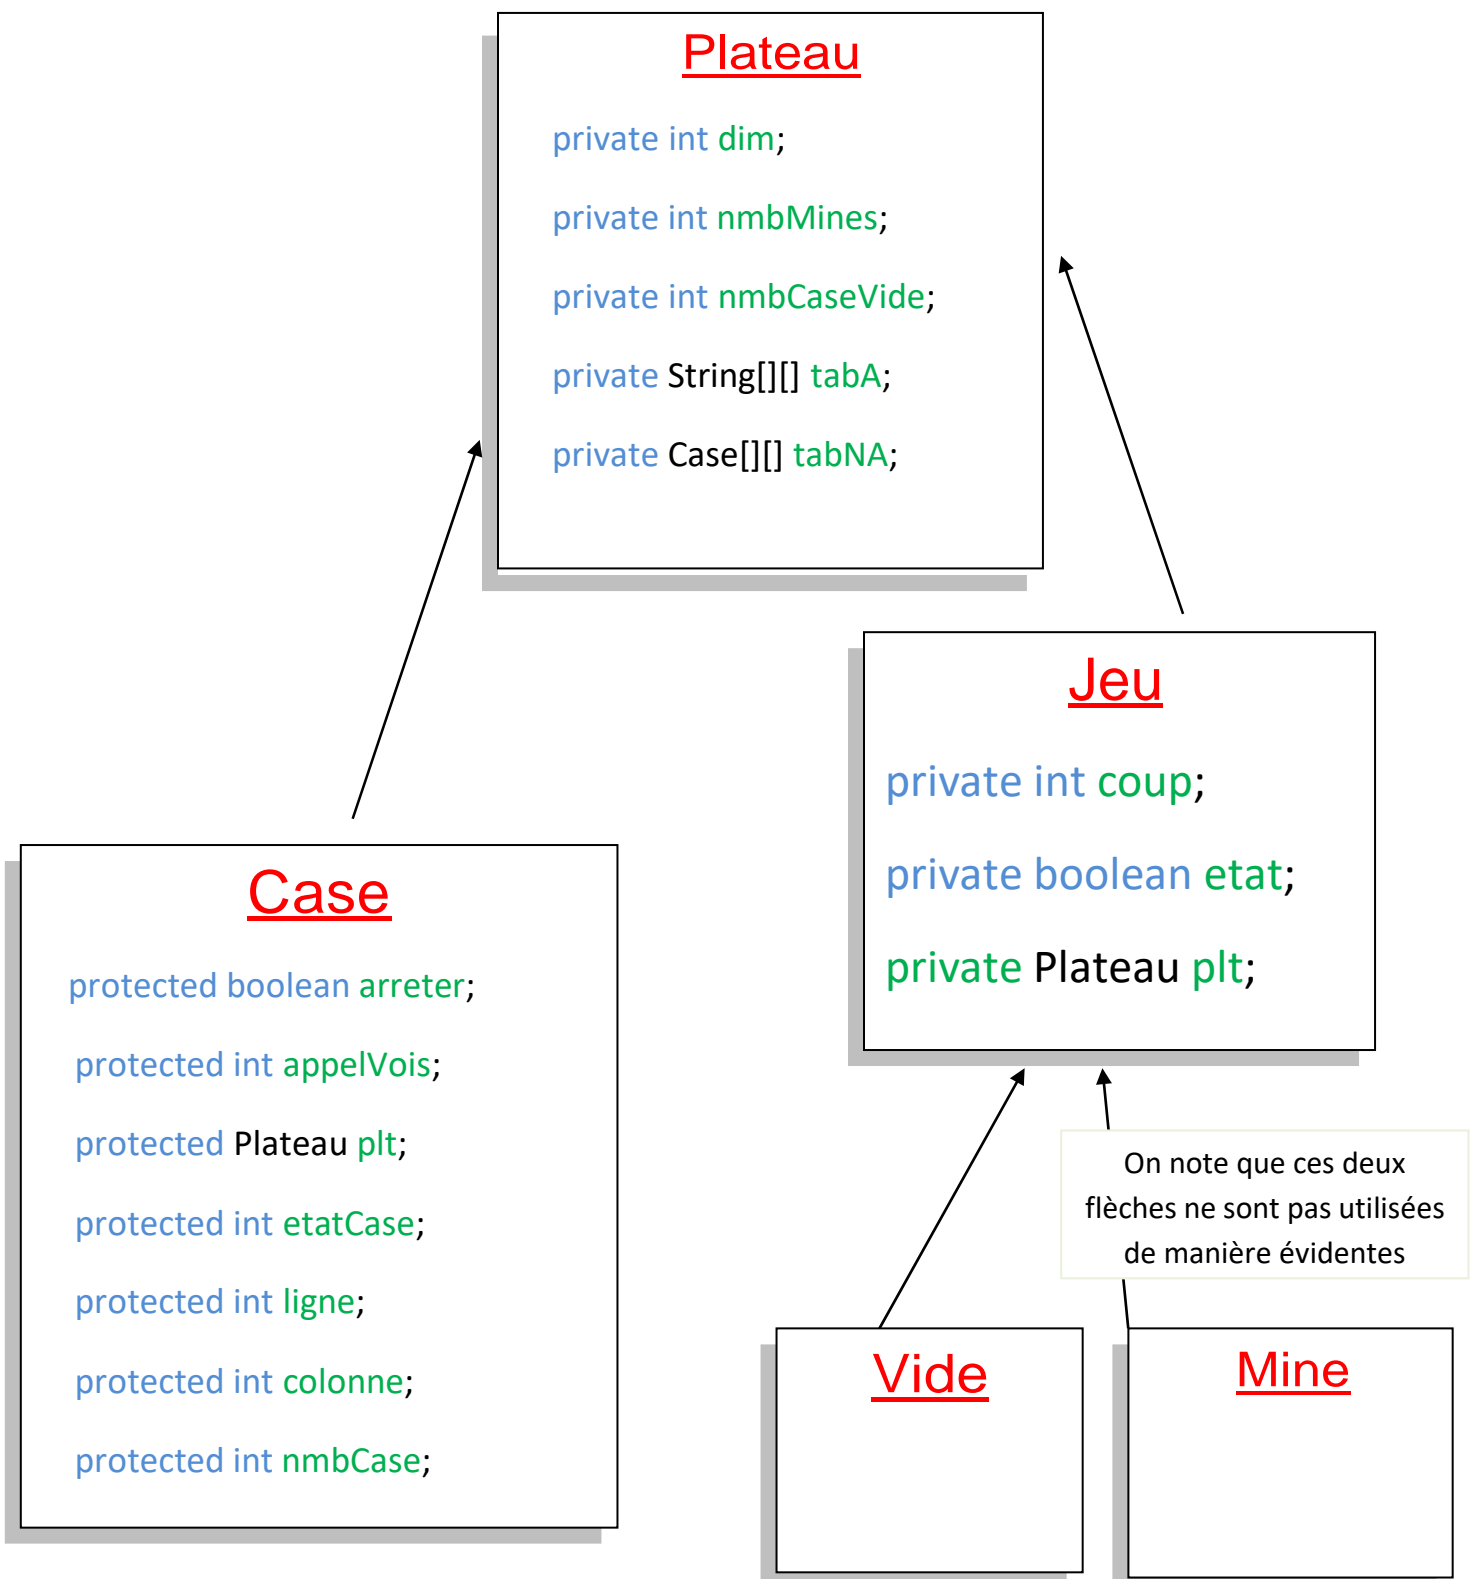 Plateau
private int dim;
private int nmbMines;
private int nmbCaseVide;
private String[][] tabA;
private Case[][] tabNA;
Jeu
private int coup;
private boolean etat;
private Plateau plt;
Case
protected boolean arreter;
protected int appelVois;
protected Plateau plt;
protected int etatCase;
protected int ligne;
protected int colonne;
protected int nmbCase;
On note que ces deux
flèches ne sont pas utilisées
de manière évidentes
Vide
Mine